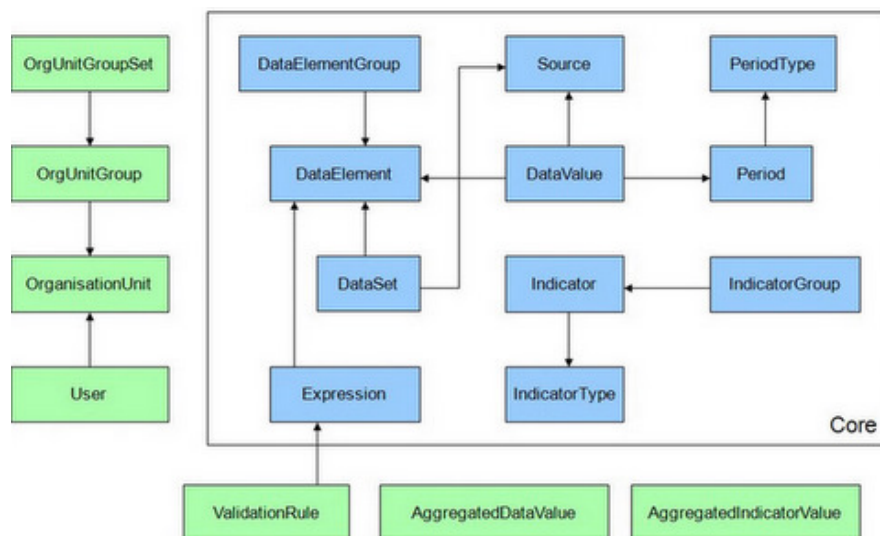 OrgUnitGroupSet
DataElementGroup
Source
PeriodType
OrgUnitGroup
DataElement
DataValue
Period
OrganisationUnit
DataSet
Indicator
IndicatorGroup
User
Expression
IndicatorType
Core
ValidationRule
AggregatedDataValue
AggregatedIndicatorValue